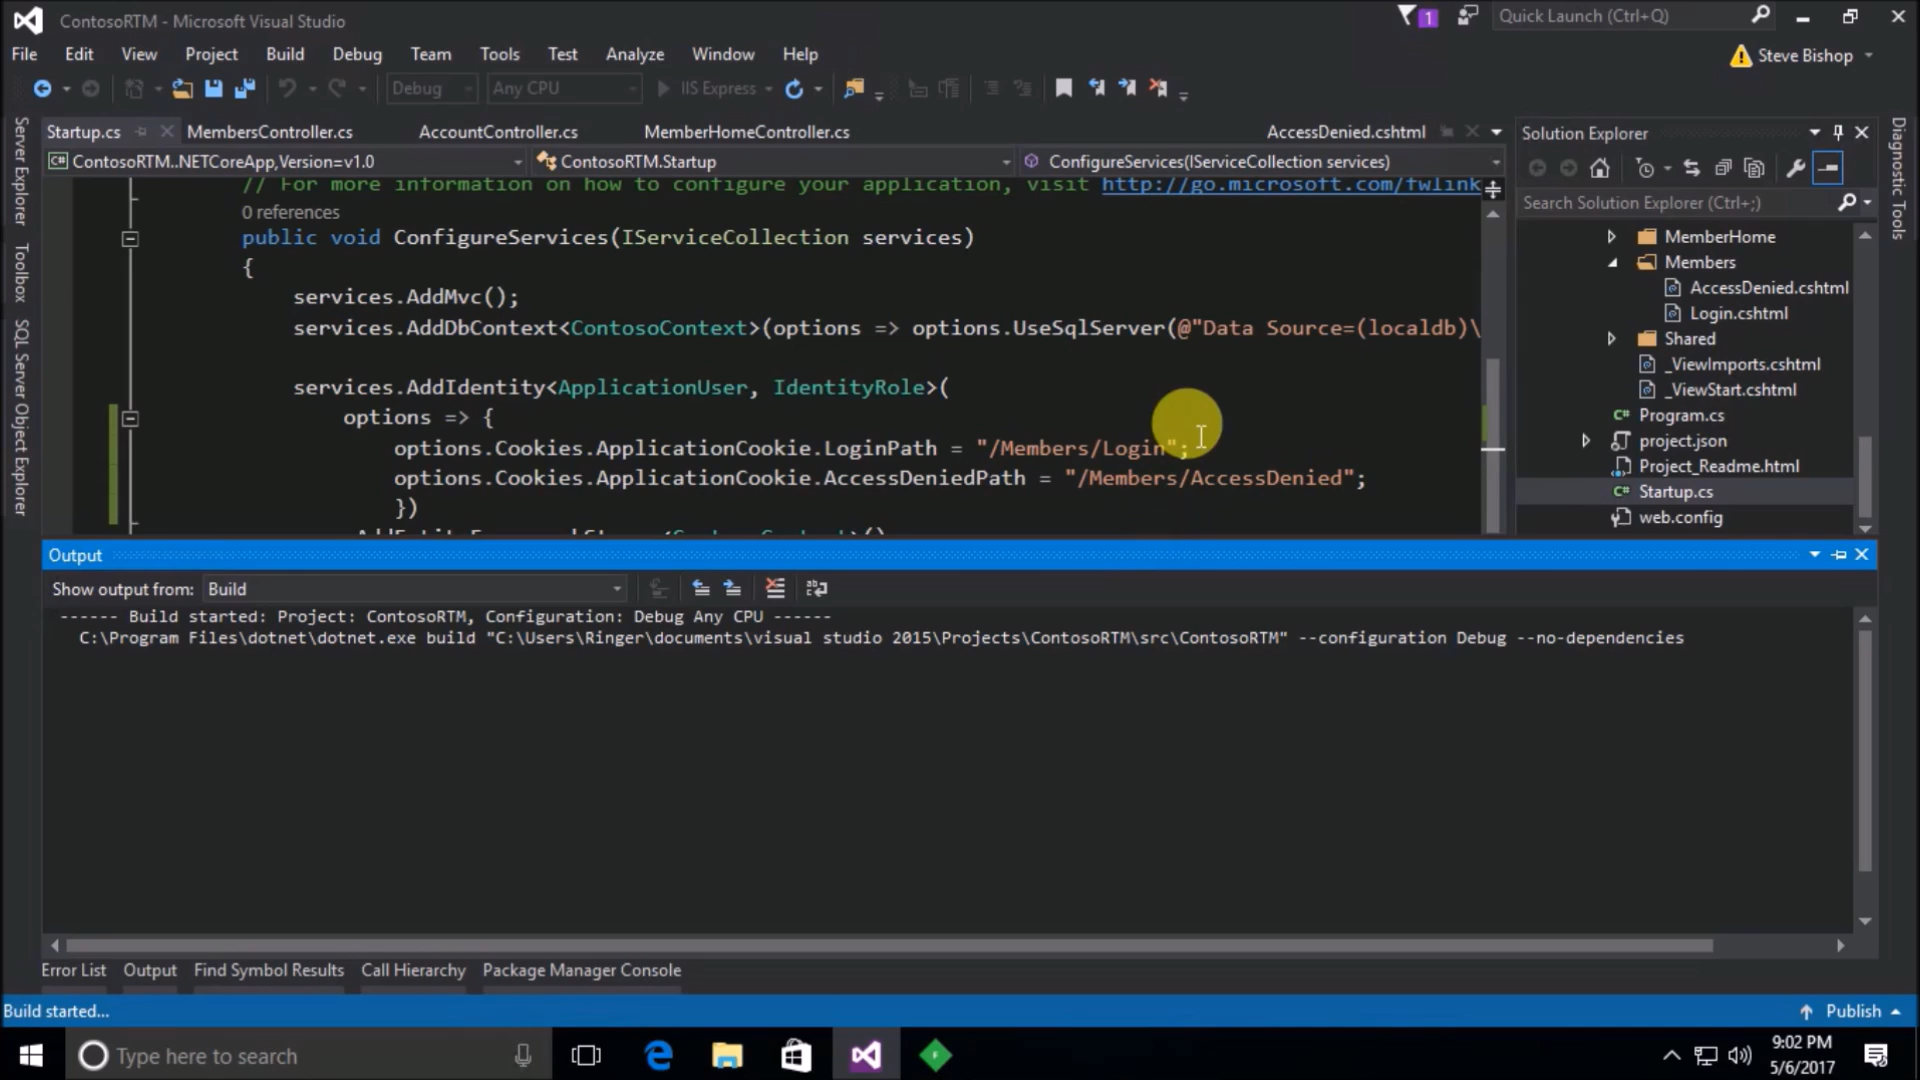 ContosoRTM - Microsoft Visual Studio
1
Quick Launch (Ctrl+Q)
File Edit View Project Build Debug Team Tools Test Analyze Window Help
Steve Bishop
Debug
Any CPU
IIS Express
Server Explorer
Toolbox
SQL Server Object Explorer
Startup.cs
MembersController.cs
AccountController.cs
MemberHomeController.cs
AccessDenied.cshtml
C# ContosoRTM..NETCoreApp,Version=v1.0
ContosoRTM.Startup
ConfigureServices(IServiceCollection services)
// For more information on how to configure your application, visit http://go.microsoft.com/fwlink
0 references
public void ConfigureServices(IServiceCollection services)
{
services.AddMvc();
services.AddDbContext<ContosoContext>(options => options.UseSqlServer(@"Data Source=(localdb)\
services.AddIdentity<ApplicationUser, IdentityRole>(
options => {
options.Cookies.ApplicationCookie.LoginPath = "/Members/Login";
options.Cookies.ApplicationCookie.AccessDeniedPath = "/Members/AccessDenied";
})
Solution Explorer
Search Solution Explorer (Ctrl+;)
MemberHome
Members
AccessDenied.cshtml
Login.cshtml
Shared
_ViewImports.cshtml
_ViewStart.cshtml
C# Program.cs
project.json
Project_Readme.html
C# Startup.cs
web.config
Diagnostic Tools
Output
Show output from: Build
------ Build started: Project: ContosoRTM, Configuration: Debug Any CPU ------
C:\Program Files\dotnet\dotnet.exe build "C:\Users\Ringer\documents\visual studio 2015\Projects\ContosoRTM\src\ContosoRTM" --configuration Debug --no-dependencies
Error List Output Find Symbol Results Call Hierarchy Package Manager Console
Build started...
Publish
Type here to search
9:02 PM
5/6/2017